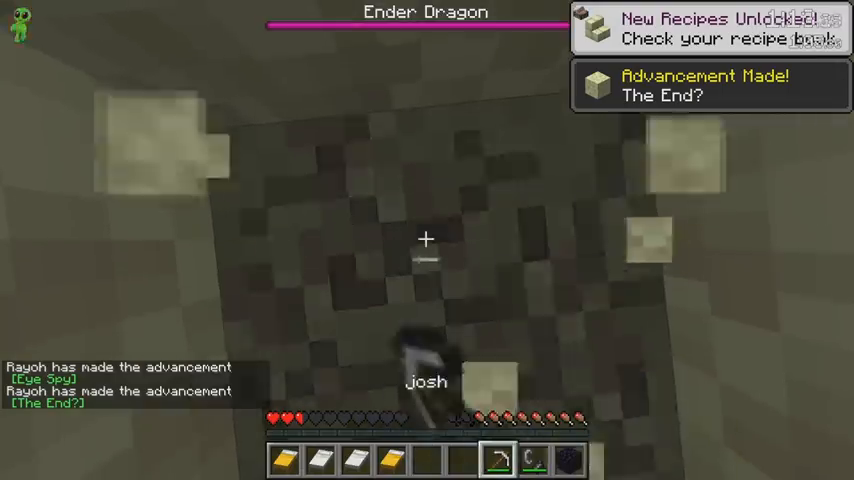 Ender Dragon
New Recipes Unlocked!
Check your recipe book
Advancement Made!
The End?
Rayoh has made the advancement
[Eye Spy]
Rayoh has made the advancement
[The End?]
josh